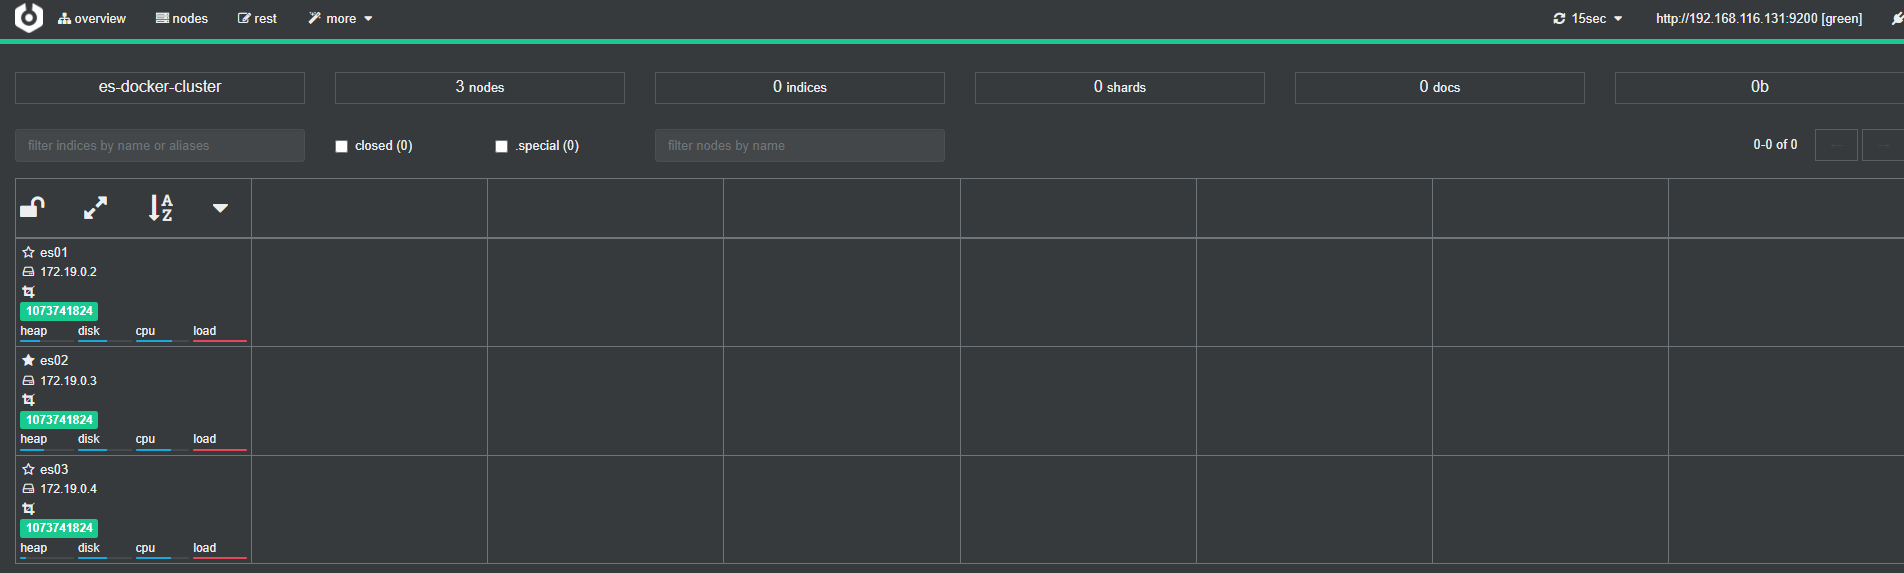 overview nodes rest more 15sec http://192.168.116.131:9200 [green]
es-docker-cluster 3 nodes 0 indices 0 shards 0 docs 0b
filter indices by name or aliases closed (0) .special (0) filter nodes by name 0-0 of 0 ← →
A
Z
es01
172.19.0.2
1073741824
heap disk cpu load
es02
172.19.0.3
1073741824
heap disk cpu load
es03
172.19.0.4
1073741824
heap disk cpu load